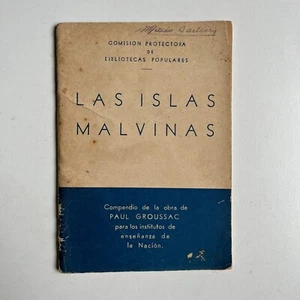 COMISION PROTECTORA
DE
BIBLIOTECAS POPULARES
LAS ISLAS
MALVINAS
Compendio de la obra de
PAUL GROUSSAC
para los institutos de
enseñanza de
la Nación.